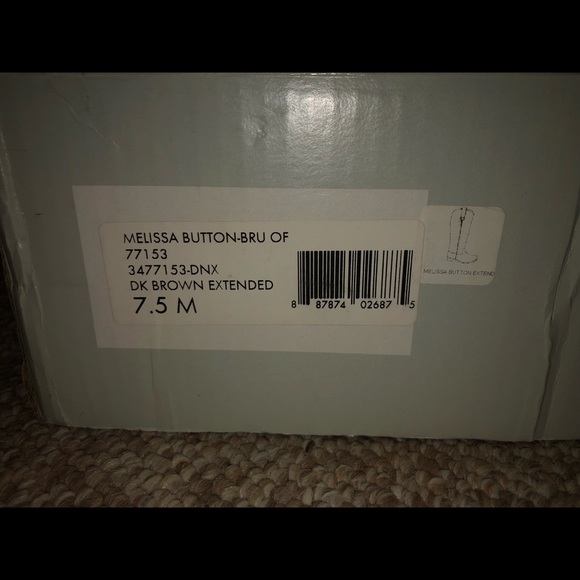 MELISSA BUTTON-BRU OF
77153
3477153-DNX
DK BROWN EXTENDED
7.5 M
8 87874 02687 5
MELISSA BUTTON EXTEND